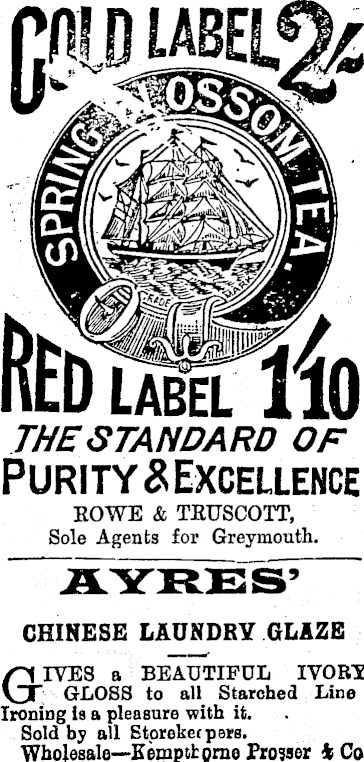 GOLD LABEL 2/-
SPRING BLOSSOM TEA.
TRADE MARK
RED LABEL 1/10
THE STANDARD OF
PURITY & EXCELLENCE
ROWE & TRUSCOTT,
Sole Agents for Greymouth.
AYRES'
CHINESE LAUNDRY GLAZE
GIVES a BEAUTIFUL IVORY
GLOSS to all Starched Line
Ironing is a pleasure with it.
Sold by all Storekeepers.
Wholesale—Kempthorne Prosser & Co